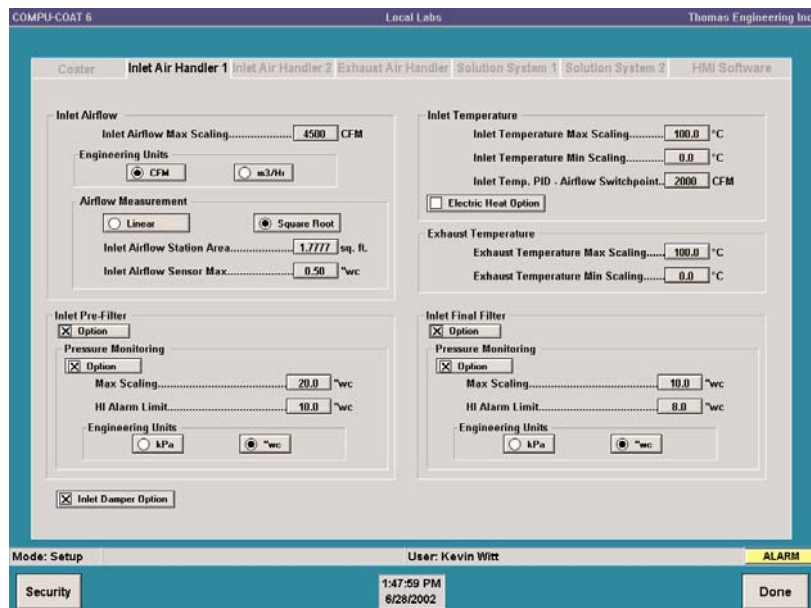 COMPU-COAT 6 Local Labs Thomas Engineering Inc
Coater Inlet Air Handler 1 Inlet Air Handler 2 Exhaust Air Handler Solution System 1 Solution System 2 HMI Software
Inlet Airflow
Inlet Airflow Max Scaling.................... 4500 CFM
Engineering Units
CFM m3/Hr
Airflow Measurement
Linear Square Root
Inlet Airflow Station Area.................... 1.7777 sq. ft.
Inlet Airflow Sensor Max.................... 0.50 "wc
Inlet Temperature
Inlet Temperature Max Scaling........... 100.0 °C
Inlet Temperature Min Scaling............ 0.0 °C
Inlet Temp. PID - Airflow Switchpoint.. 2000 CFM
Electric Heat Option
Exhaust Temperature
Exhaust Temperature Max Scaling...... 100.0 °C
Exhaust Temperature Min Scaling....... 0.0 °C
Inlet Pre-Filter
Option
Pressure Monitoring
Option
Max Scaling.................... 20.0 "wc
HI Alarm Limit.................... 10.0 "wc
Engineering Units
kPa "wc
Inlet Final Filter
Option
Pressure Monitoring
Option
Max Scaling.................... 10.0 "wc
HI Alarm Limit.................... 8.0 "wc
Engineering Units
kPa "wc
Inlet Damper Option
Mode: Setup User: Kevin Witt ALARM
Security 1:47:59 PM Done
6/28/2002